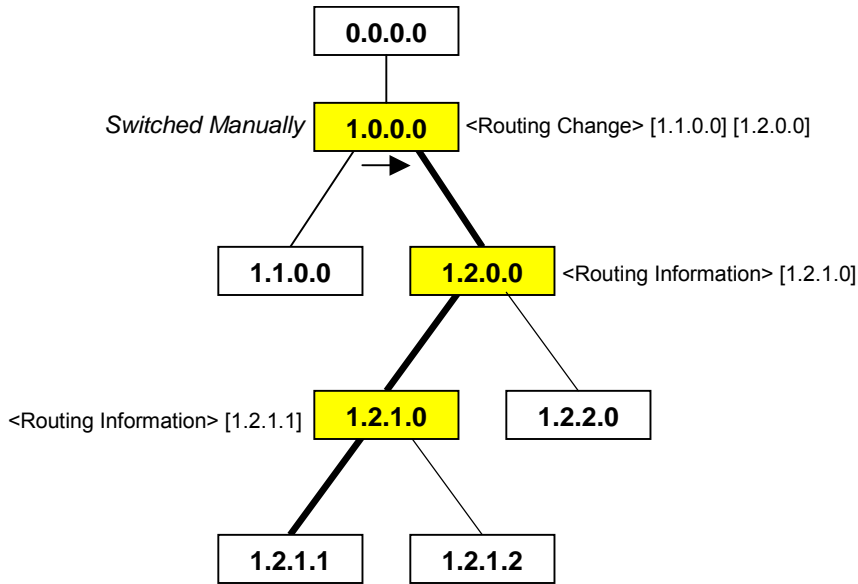 0.0.0.0
Switched Manually 1.0.0.0 <Routing Change> [1.1.0.0] [1.2.0.0]
1.1.0.0 1.2.0.0 <Routing Information> [1.2.1.0]
<Routing Information> [1.2.1.1] 1.2.1.0 1.2.2.0
1.2.1.1 1.2.1.2